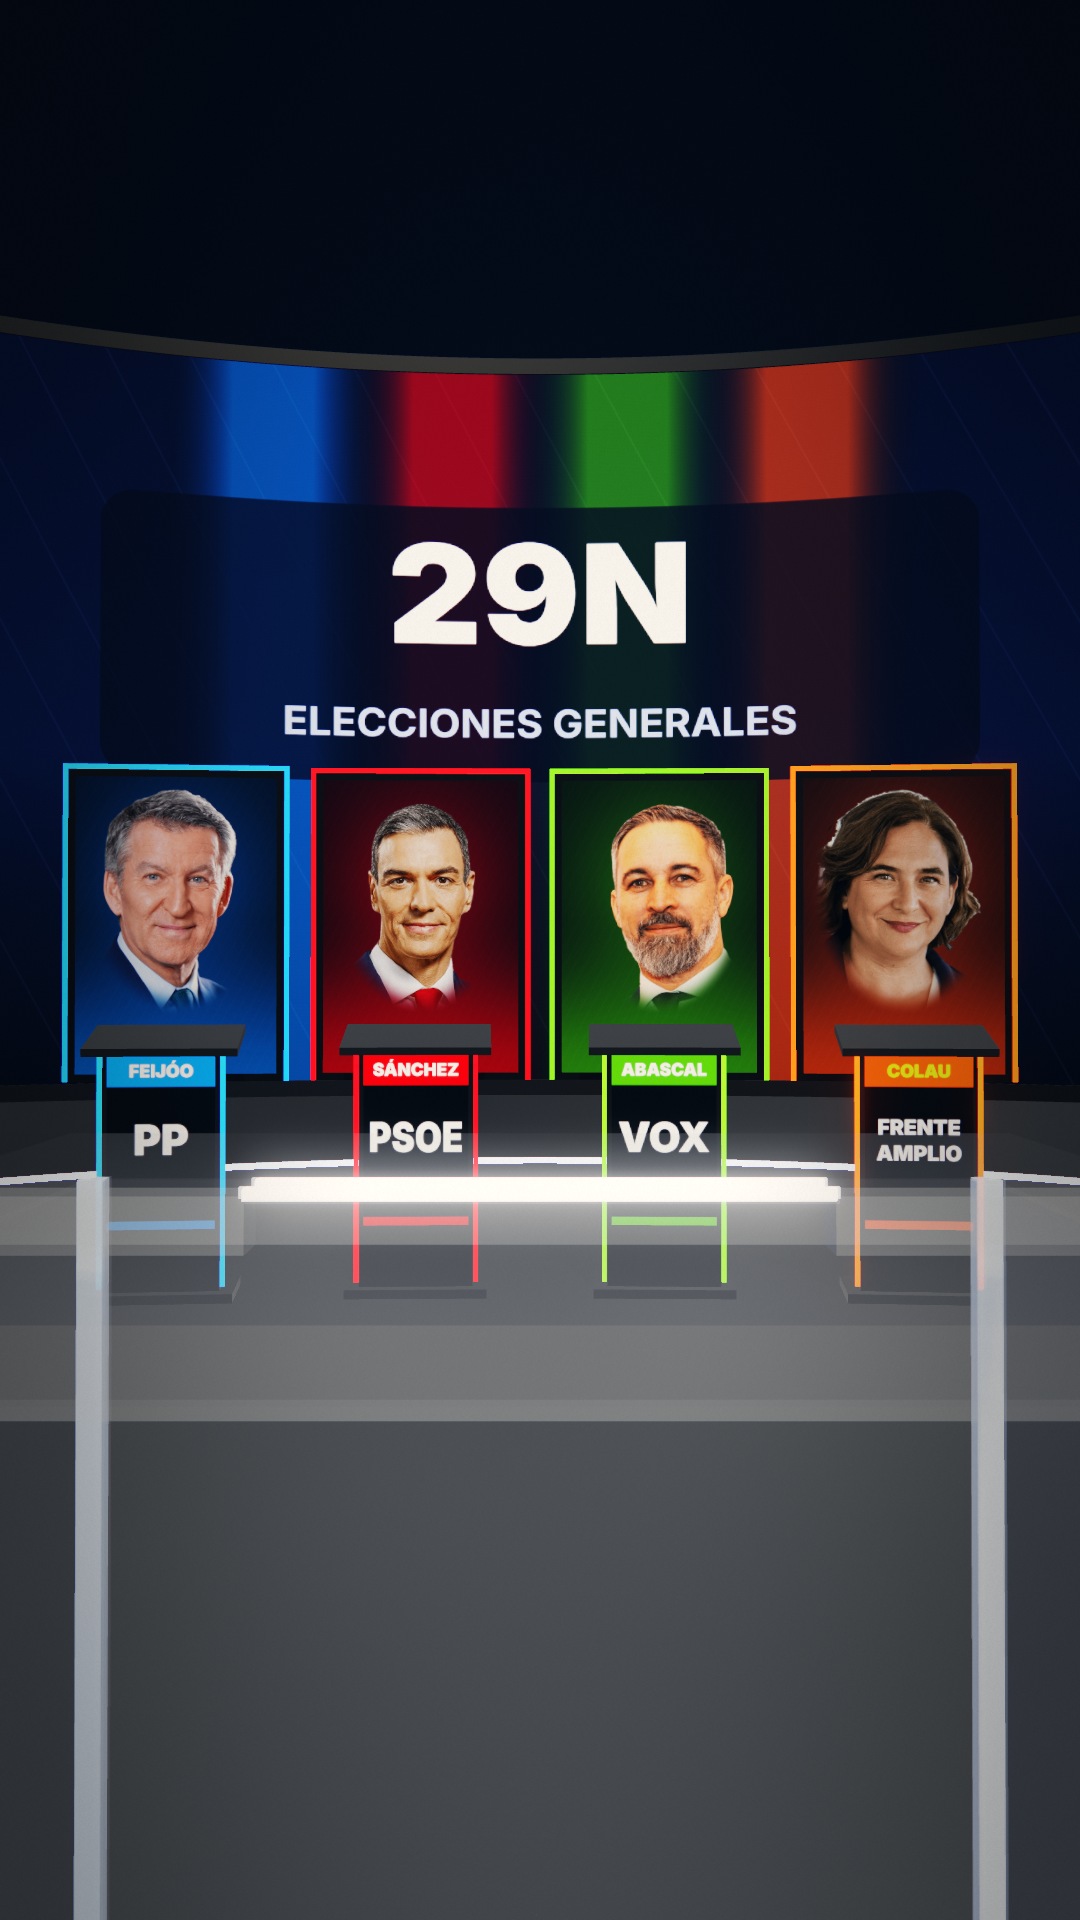 29N
ELECCIONES GENERALES
FEIJÓO
SÁNCHEZ
ABASCAL
COLAU
PP
PSOE
VOX
FRENTE
AMPLIO